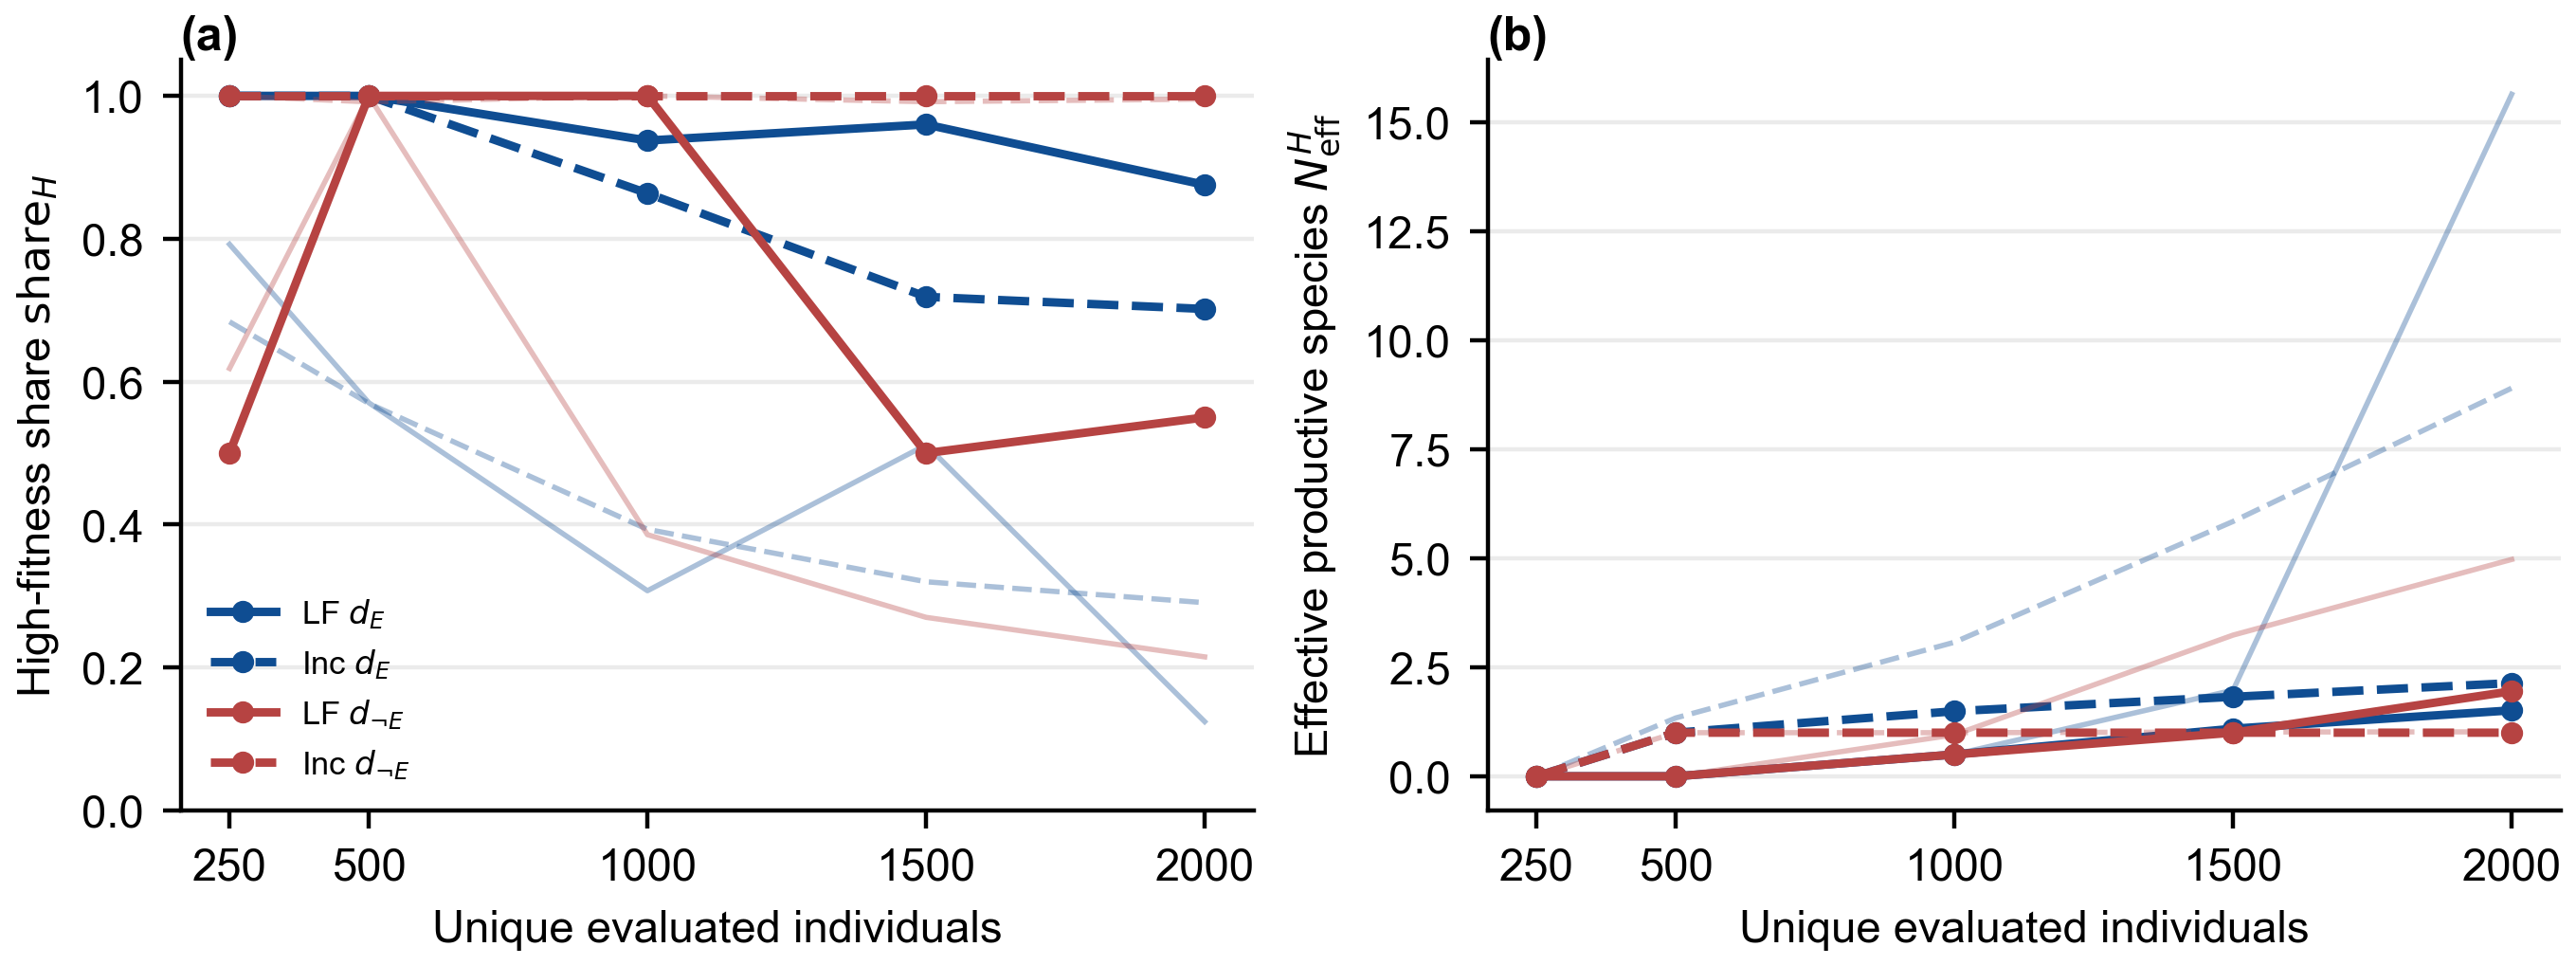 (a)
High-fitness share share_H
1.0
0.8
0.6
0.4
0.2
0.0
LF d_E
Inc d_E
LF d_¬E
Inc d_¬E
250 500 1000 1500 2000
Unique evaluated individuals
(b)
Effective productive species N_eff^H
15.0
12.5
10.0
7.5
5.0
2.5
0.0
250 500 1000 1500 2000
Unique evaluated individuals